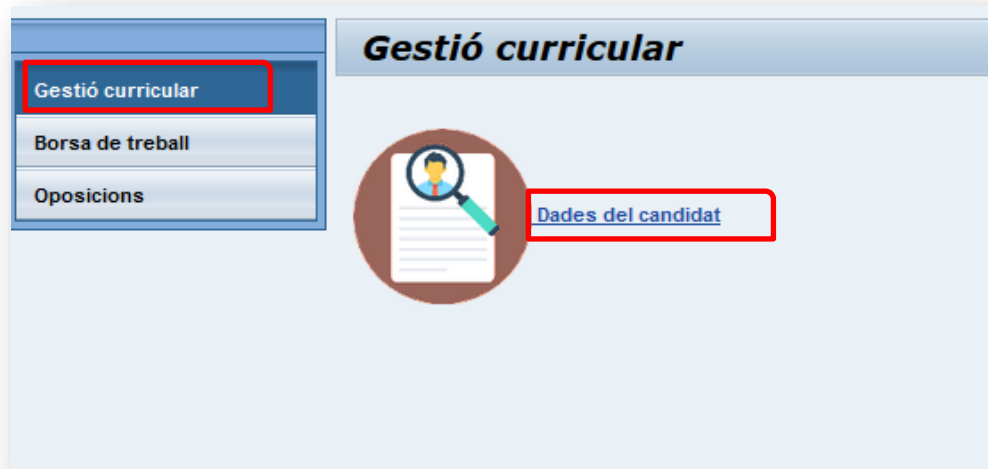 Gestió curricular
Gestió curricular
Borsa de treball
Oposicions
Dades del candidat